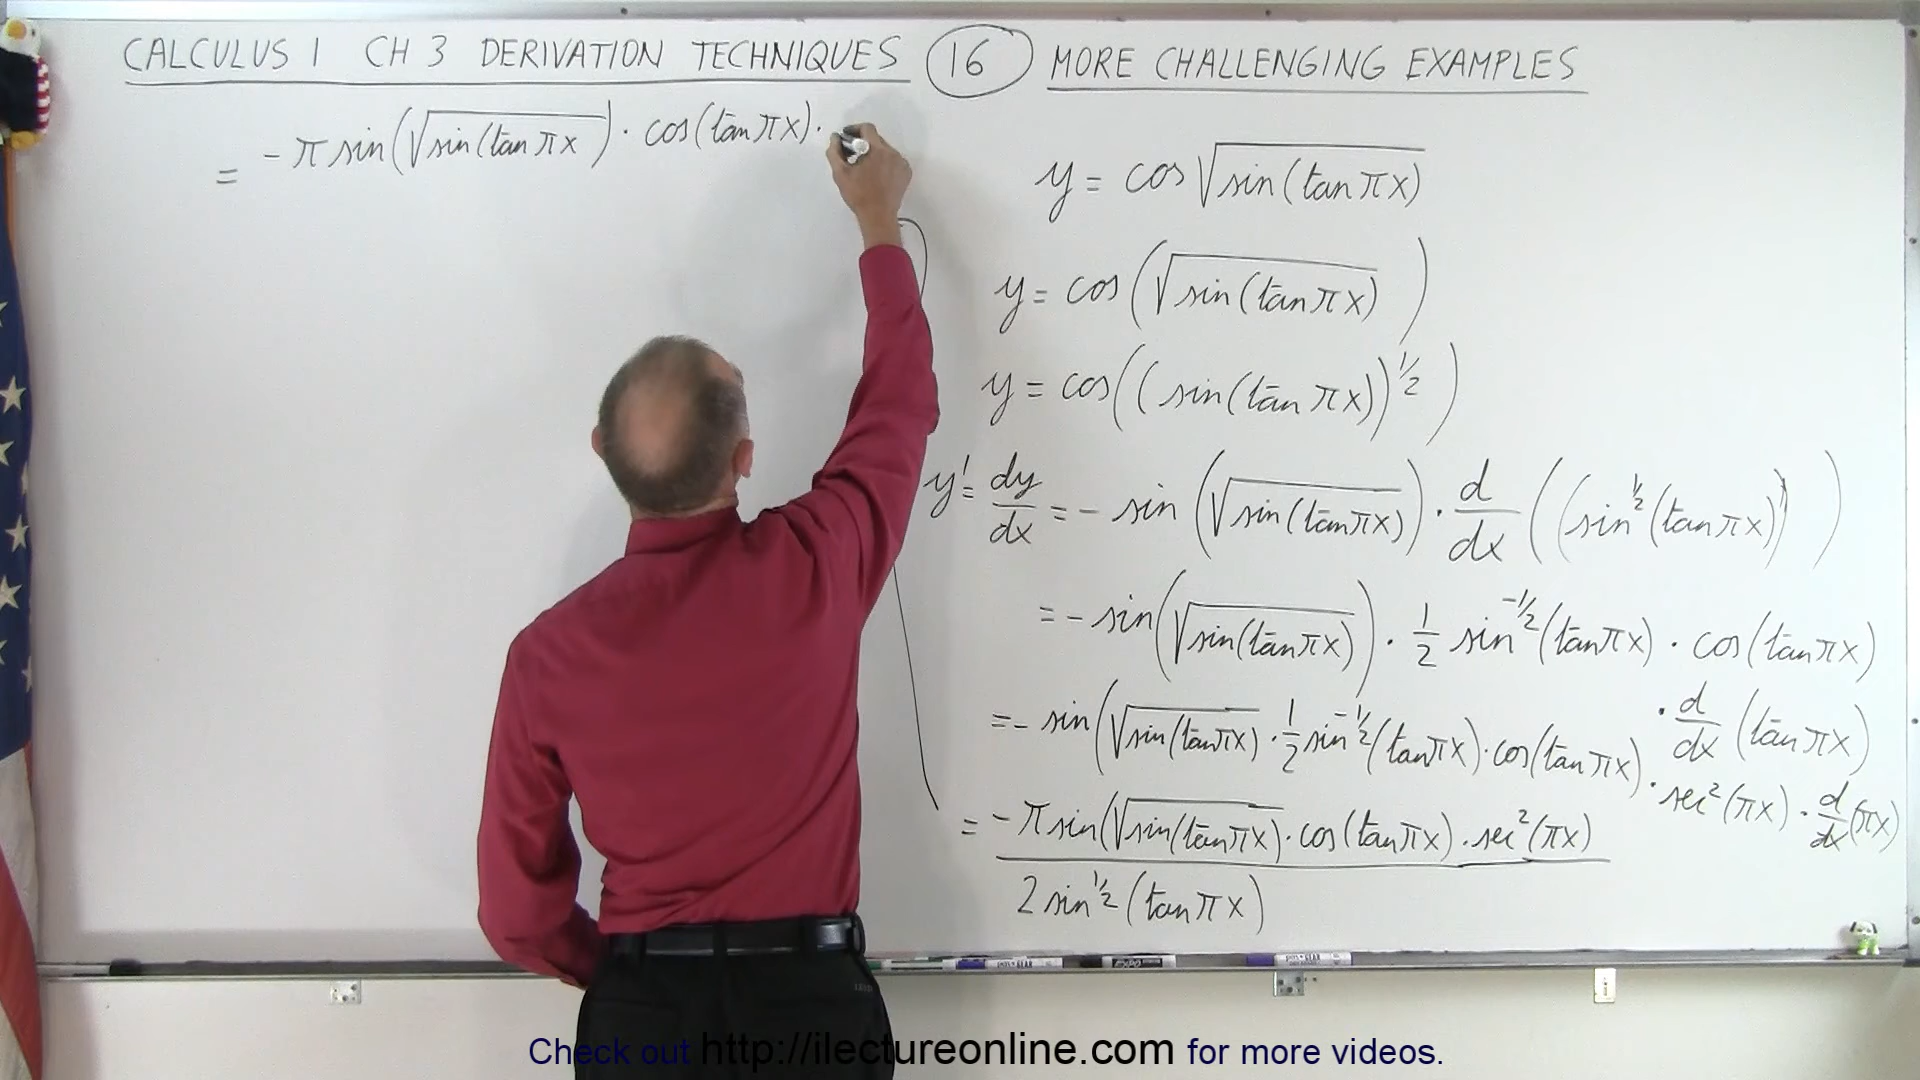 CALCULUS 1 CH 3 DERIVATION TECHNIQUES 16 MORE CHALLENGING EXAMPLES
= -π sin(√sin(tan πx)) · cos(tan πx) ·
y = cos √sin(tan πx)
y = cos(√sin(tan πx))
y = cos((sin(tan πx))^1/2)
y' = dy/dx = - sin(√sin(tan πx)) · d/dx((sin^1/2(tan πx)))
= - sin(√sin(tan πx)) · 1/2 sin^-1/2(tan πx) · cos(tan πx)
· d/dx (tan πx)
= - sin(√sin(tan πx) · 1/2 sin^-1/2(tan πx) · cos(tan πx) · sec²(πx) · d/dx(πx)
= -π sin(√sin(tan πx) · cos(tan πx) · sec²(πx)
2 sin^1/2(tan πx)
Check out http://ilectureonline.com for more videos.